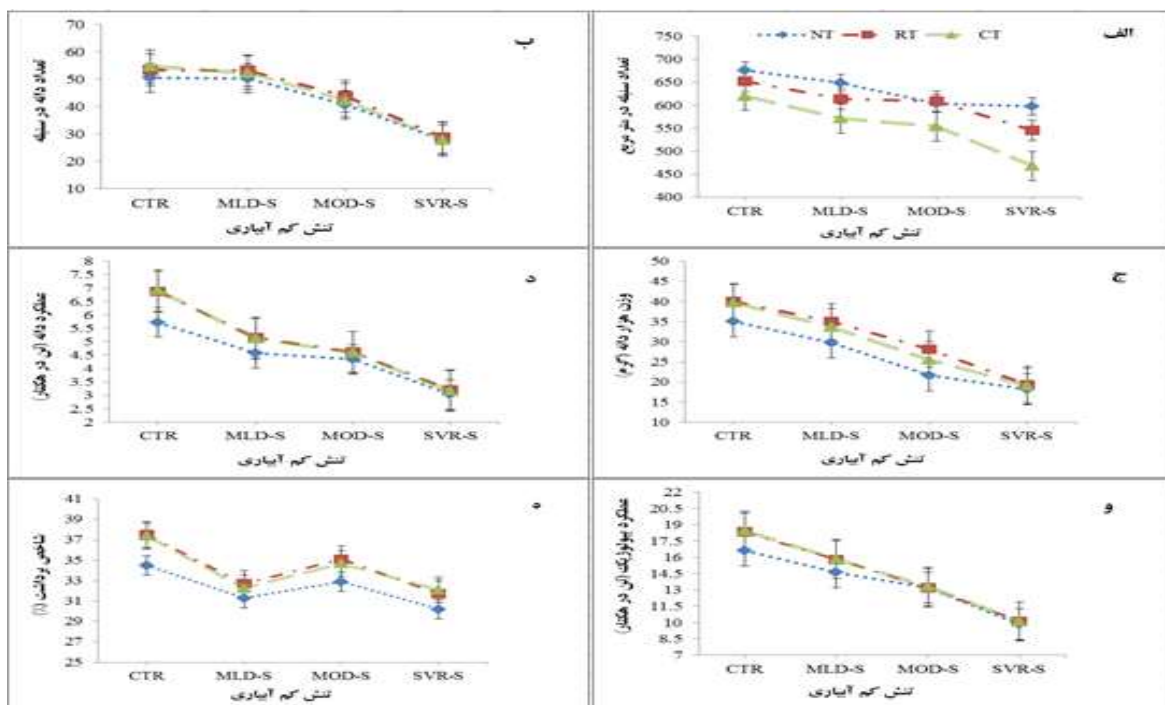 الف
NT RT CT
تعداد سنبله در متر مربع
750
700
650
600
550
500
450
400
CTR MLD-S MOD-S SVR-S
تنش کم آبیاری
ب
تعداد دانه در سنبله
70
60
50
40
30
20
10
CTR MLD-S MOD-S SVR-S
تنش کم آبیاری
ج
وزن هزار دانه (گرم)
50
45
40
35
30
25
20
15
10
CTR MLD-S MOD-S SVR-S
تنش کم آبیاری
د
عملکرد دانه (تن در هکتار)
8
7.5
7
6.5
6
5.5
5
4.5
4
3.5
3
2.5
2
CTR MLD-S MOD-S SVR-S
تنش کم آبیاری
و
عملکرد بیولوژیک (تن در هکتار)
22
20.5
19
17.5
16
14.5
13
11.5
10
8.5
7
CTR MLD-S MOD-S SVR-S
تنش کم آبیاری
ه
شاخص برداشت (%)
41
39
37
35
33
31
29
27
25
CTR MLD-S MOD-S SVR-S
تنش کم آبیاری